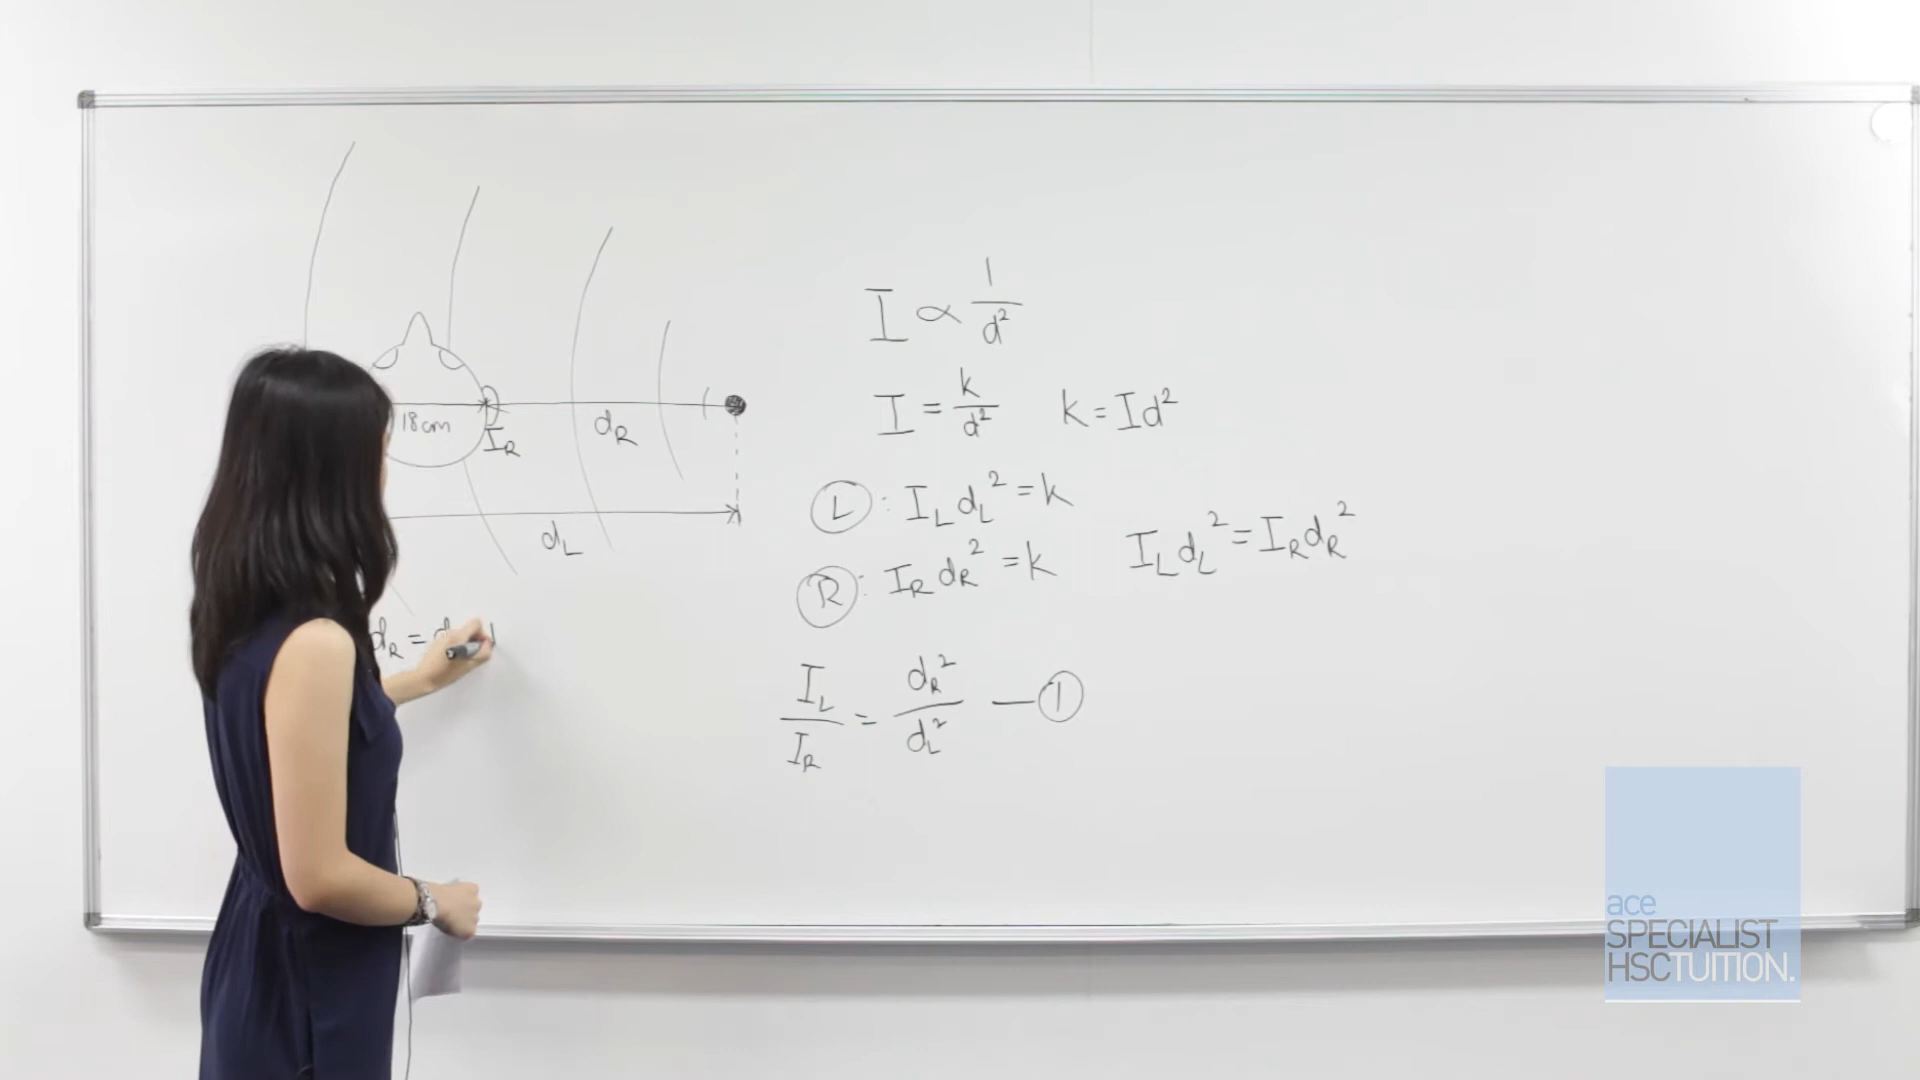 I ∝ 1/d²
I = k/d²  k = Id²
18cm
I_R
d_R
d_L
Ⓛ: I_L d_L² = k
Ⓡ: I_R d_R² = k
I_L d_L² = I_R d_R²
d_R = d
I_L/I_R = d_R²/d_L² — ①
ace
SPECIALIST
HSCTUITION.